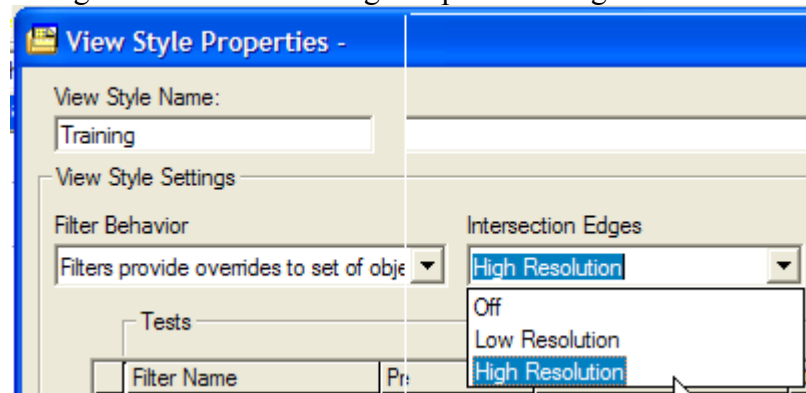 View Style Properties -
View Style Name:
Training
View Style Settings
Filter Behavior Intersection Edges
Filters provide overrides to set of obje High Resolution
Off
Tests
Low Resolution
High Resolution
Filter Name